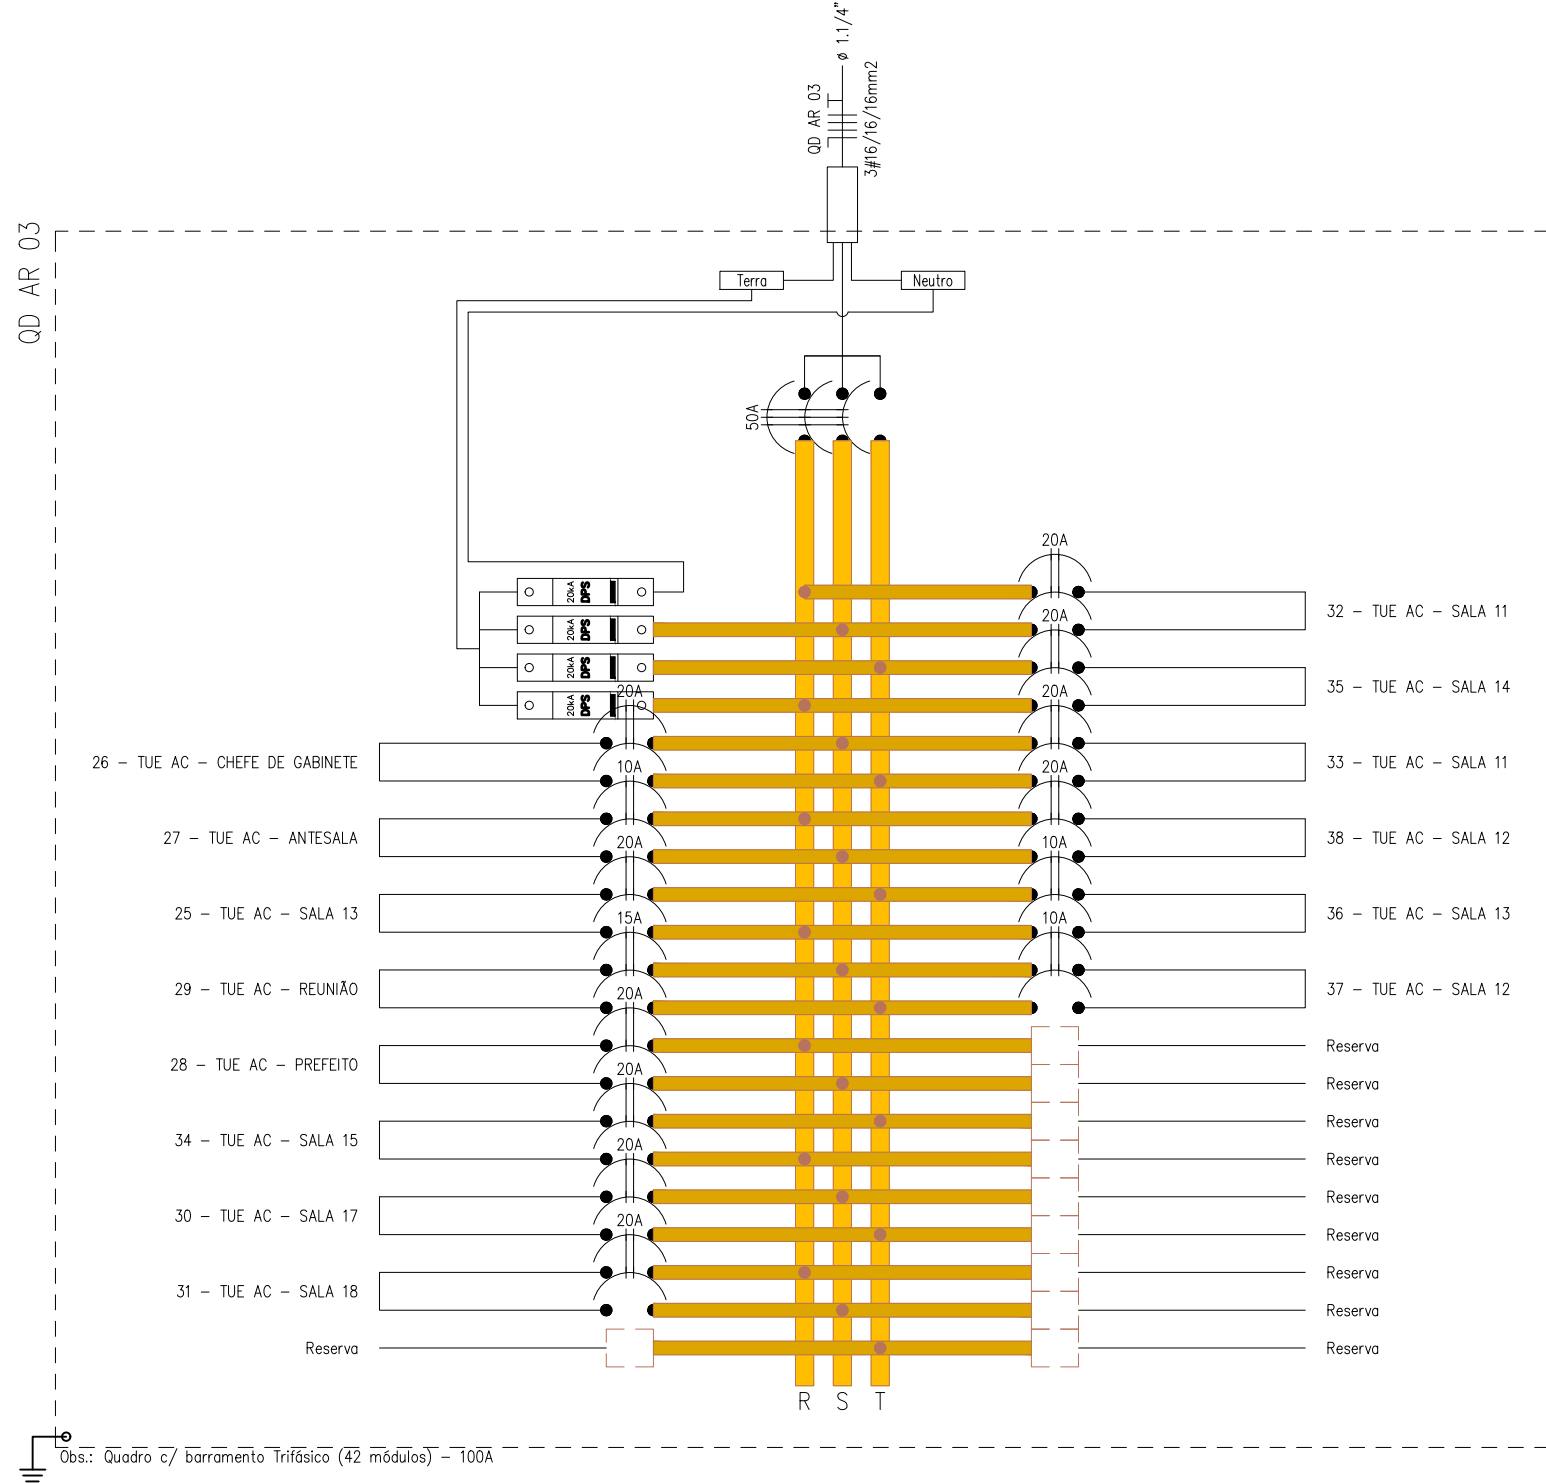 ø 1.1/4"
QD AR 03
3#16/16/16mm2
QD AR 03
Terra
Neutro
50A
20A
20kA DPS
32 - TUE AC - SALA 11
20A
20kA DPS
20kA DPS
35 - TUE AC - SALA 14
20A
20A
20kA DPS
26 - TUE AC - CHEFE DE GABINETE
33 - TUE AC - SALA 11
10A
20A
27 - TUE AC - ANTESALA
38 - TUE AC - SALA 12
20A
10A
25 - TUE AC - SALA 13
36 - TUE AC - SALA 13
15A
10A
29 - TUE AC - REUNIÃO
37 - TUE AC - SALA 12
20A
Reserva
28 - TUE AC - PREFEITO
20A
Reserva
Reserva
34 - TUE AC - SALA 15
20A
Reserva
Reserva
30 - TUE AC - SALA 17
20A
Reserva
Reserva
31 - TUE AC - SALA 18
Reserva
Reserva
Reserva
R S T
Obs.: Quadro c/ barramento Trifásico (42 módulos) - 100A